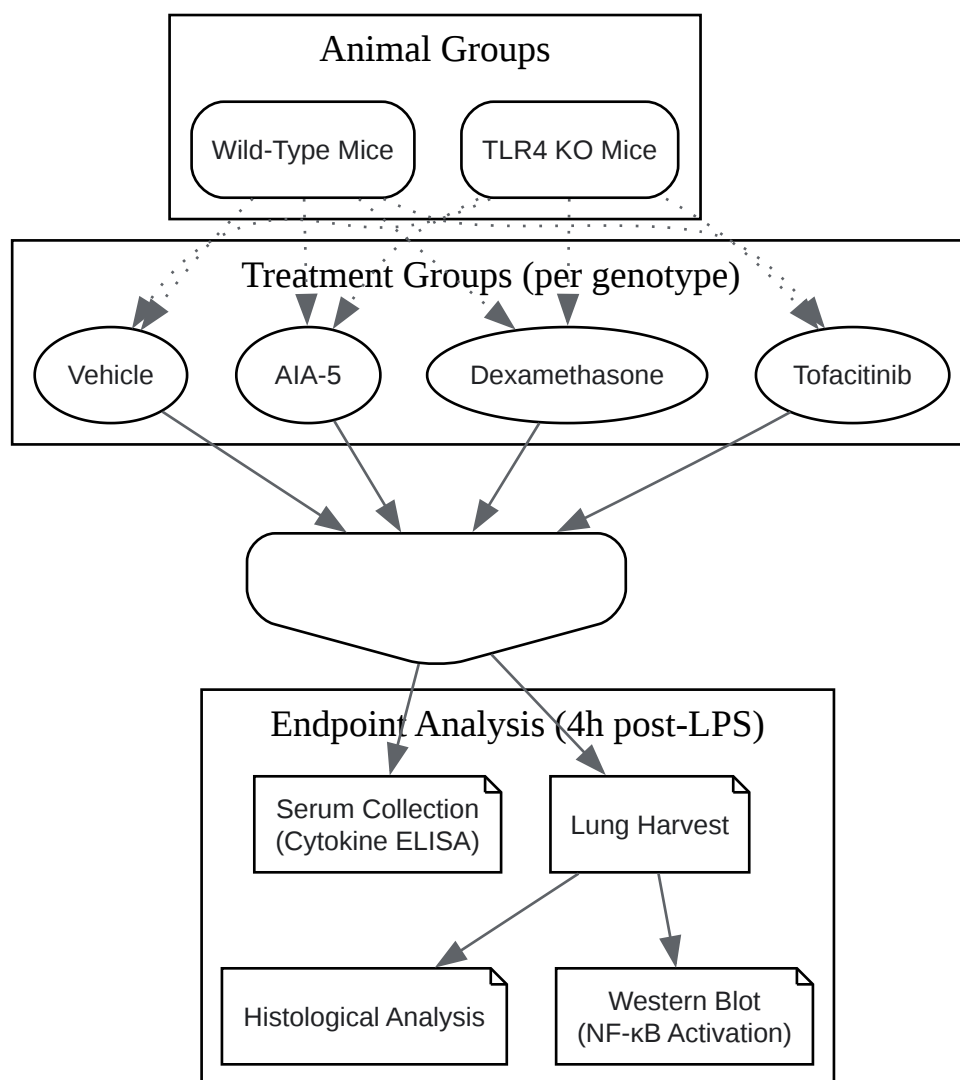 Animal Groups
Wild-Type Mice
TLR4 KO Mice
Treatment Groups (per genotype)
Vehicle
AIA-5
Dexamethasone
Tofacitinib
Endpoint Analysis (4h post-LPS)
Serum Collection
(Cytokine ELISA)
Lung Harvest
Histological Analysis
Western Blot
(NF-κB Activation)